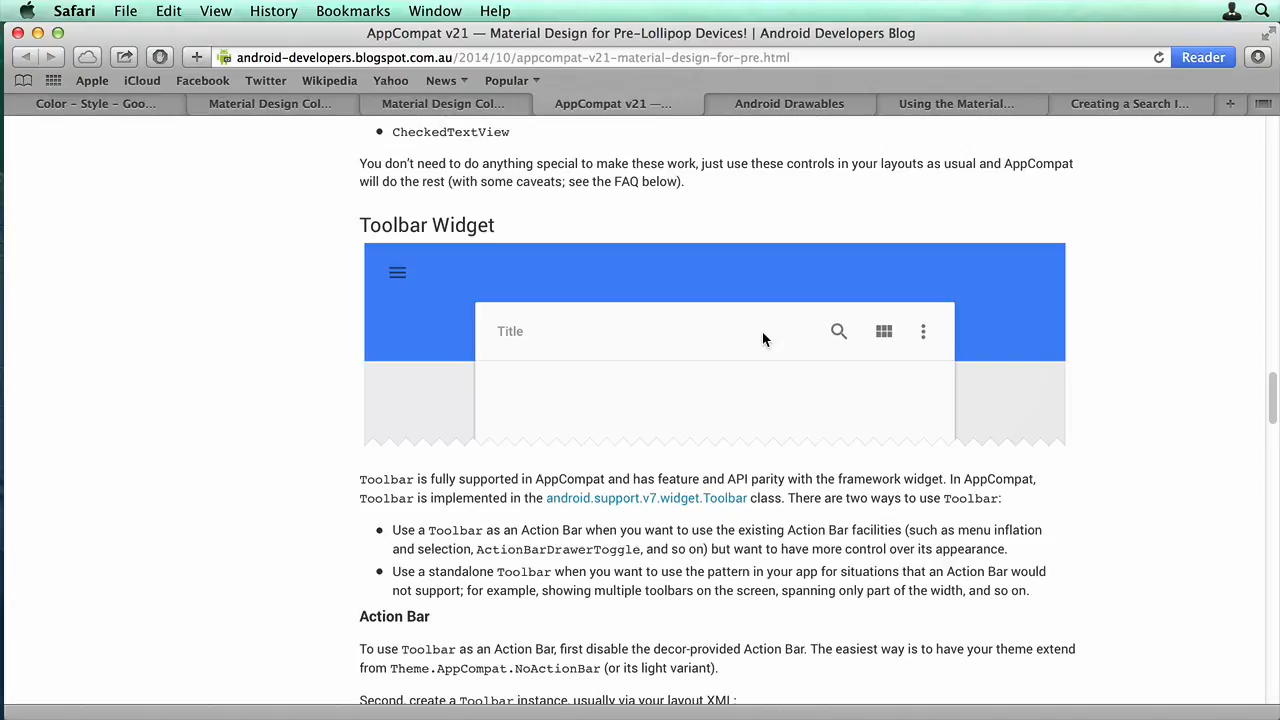 Safari File Edit View History Bookmarks Window Help
AppCompat v21 — Material Design for Pre-Lollipop Devices! | Android Developers Blog
android-developers.blogspot.com.au/2014/10/appcompat-v21-material-design-for-pre.html
Reader
Apple iCloud Facebook Twitter Wikipedia Yahoo News Popular
Color – Style – Goo... Material Design Col... Material Design Col... AppCompat v21 —... Android Drawables Using the Material... Creating a Search I...
CheckedTextView
You don't need to do anything special to make these work, just use these controls in your layouts as usual and AppCompat
will do the rest (with some caveats; see the FAQ below).
Toolbar Widget
Title
Toolbar is fully supported in AppCompat and has feature and API parity with the framework widget. In AppCompat,
Toolbar is implemented in the android.support.v7.widget.Toolbar class. There are two ways to use Toolbar:
Use a Toolbar as an Action Bar when you want to use the existing Action Bar facilities (such as menu inflation
and selection, ActionBarDrawerToggle, and so on) but want to have more control over its appearance.
Use a standalone Toolbar when you want to use the pattern in your app for situations that an Action Bar would
not support; for example, showing multiple toolbars on the screen, spanning only part of the width, and so on.
Action Bar
To use Toolbar as an Action Bar, first disable the decor-provided Action Bar. The easiest way is to have your theme extend
from Theme.AppCompat.NoActionBar (or its light variant).
Second, create a Toolbar instance, usually via your layout XML: